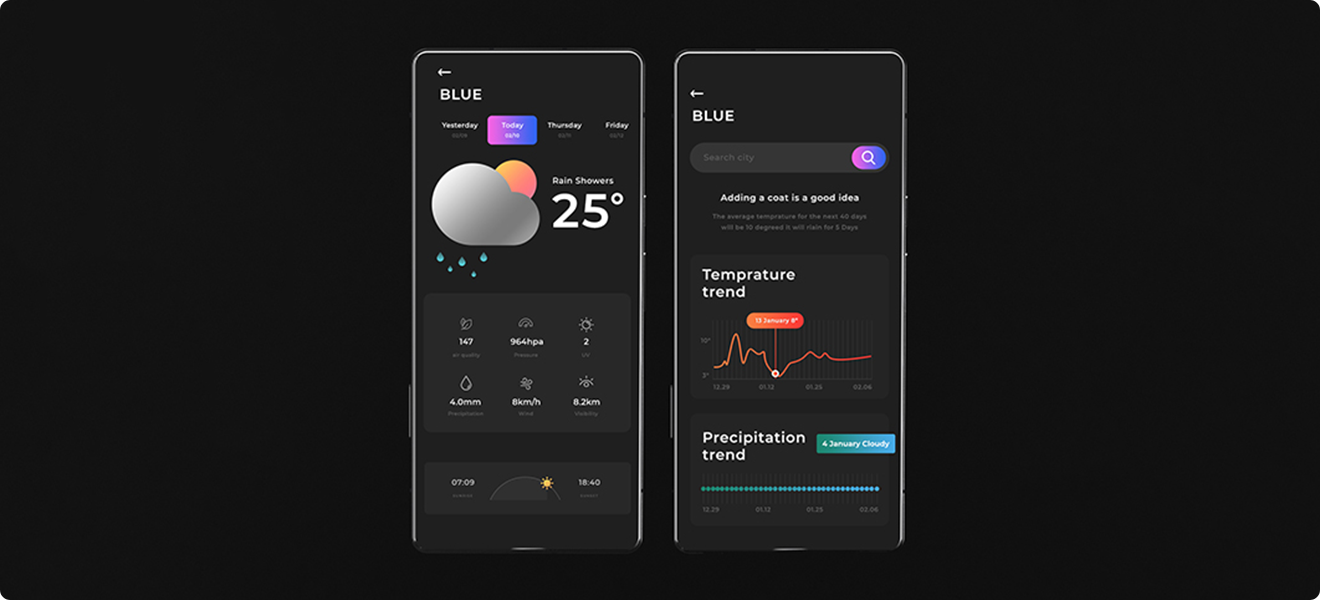 BLUE
Yesterday Today Thursday Friday
02/09 02/10 02/11 02/12
Rain Showers
25°
147 964hpa 2
air quality Pressure UV
4.0mm 8km/h 8.2km
Precipitation Wind Visibility
07:09 18:40
SUNRISE SUNSET
BLUE
Search city
Adding a coat is a good idea
The average temprature for the next 40 days
will be 10 degreed it will riain for 5 Days
Temprature
trend
13 January 8°
10°
3°
12.29 01.12 01.25 02.06
Precipitation
trend
4 January Cloudy
12.29 01.12 01.25 02.06